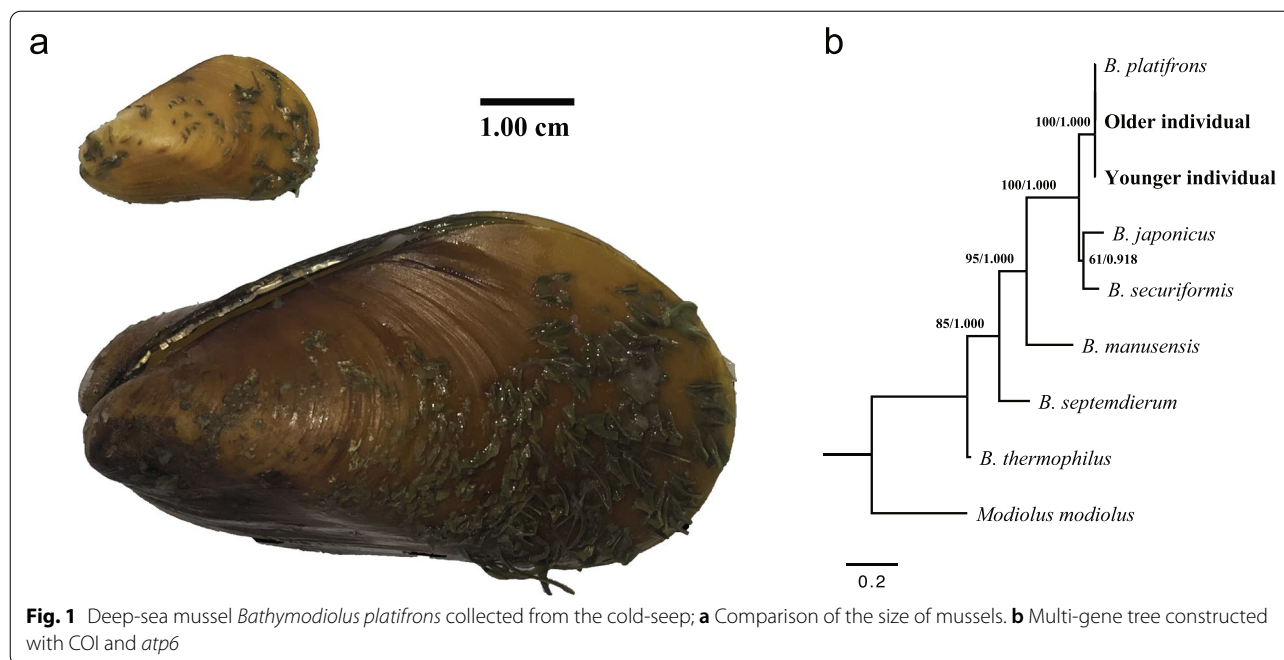 a
1.00 cm
b
B. platifrons
100/1.000
Older individual
Younger individual
100/1.000
B. japonicus
61/0.918
95/1.000
B. securiformis
85/1.000
B. manusensis
B. septemdierum
B. thermophilus
Modiolus modiolus
0.2
Fig. 1 Deep-sea mussel Bathymodiolus platifrons collected from the cold-seep; a Comparison of the size of mussels. b Multi-gene tree constructed
with COI and atp6